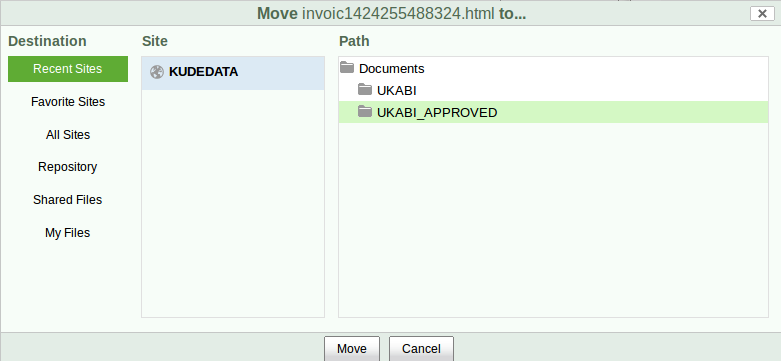 Move invoic1424255488324.html to...
Destination
Site
Path
Recent Sites
Favorite Sites
All Sites
Repository
Shared Files
My Files
KUDEDATA
Documents
UKABI
UKABI_APPROVED
Move
Cancel